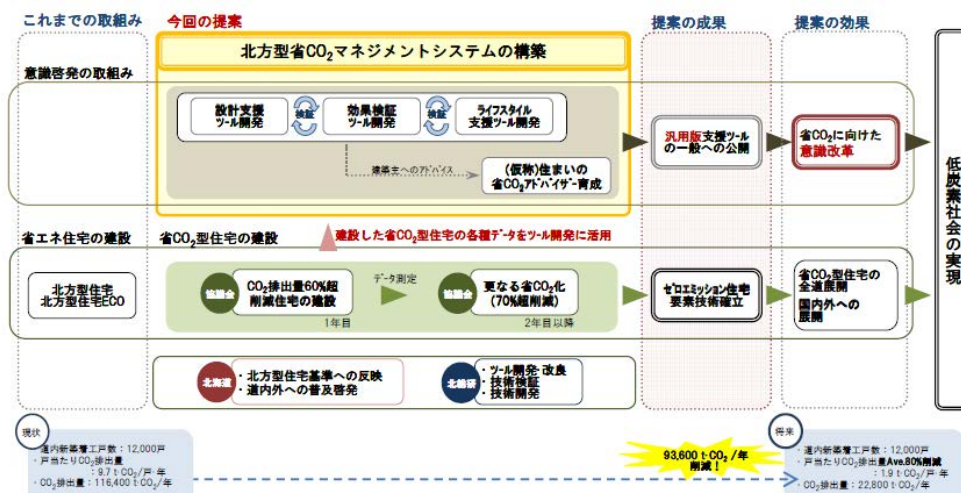 これまでの取組み
今回の提案
提案の成果
提案の効果
北方型省CO₂マネジメントシステムの構築
意識啓発の取組み
設計支援
ツール開発
検証
効果検証
ツール開発
検証
ライフスタイル
支援ツール開発
建築主へのアドバイス
(仮称)住まいの
省CO₂アドバイザー育成
汎用版支援ツール
の一般への公開
省CO₂に向けた
意識改革
低炭素社会の実現
省エネ住宅の建設
省CO₂型住宅の建設
建設した省CO₂型住宅の各種データをツール開発に活用
北方型住宅
北方型住宅ECO
協議会
CO₂排出量60%超
削減住宅の建設
1年目
データ測定
協議会
更なる省CO₂化
(70%超削減)
2年目以降
ゼロエミッション住宅
要素技術確立
省CO₂型住宅の
全道展開
国内外への
展開
北海道
・北方型住宅基準への反映
・道内外への普及啓発
北総研
・ツール開発・改良
・技術検証
・技術開発
現状
・道内新築着工戸数：12,000戸
・戸当たりCO₂排出量
：9.7 t-CO₂/戸・年
・CO₂排出量：116,400 t-CO₂/年
93,600 t-CO₂/年
削減！
将来
・道内新築着工戸数：12,000戸
・戸当たりCO₂排出量Ave.80%削減
：1.9 t-CO₂/戸・年
・CO₂排出量：22,800 t-CO₂/年